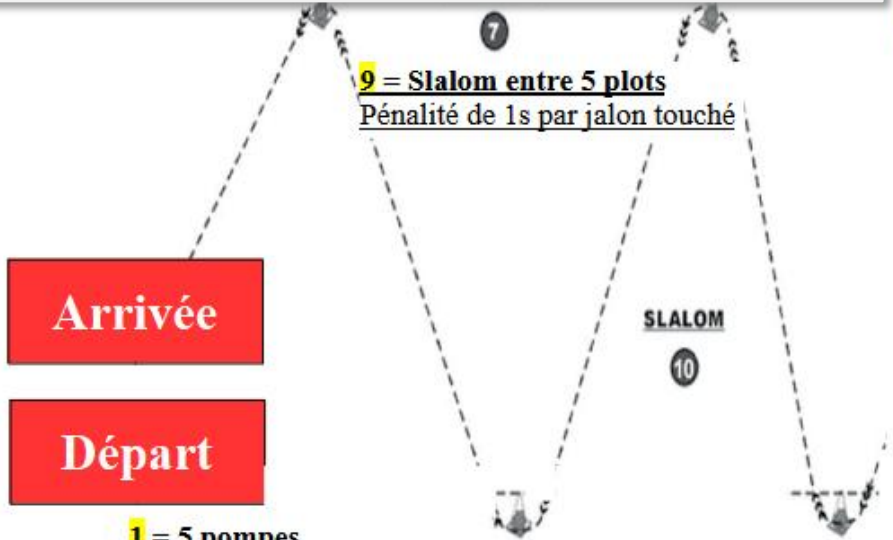 7
9 = Slalom entre 5 plots
Pénalité de 1s par jalon touché
Arrivée
SLALOM
10
Départ
1 = 5 pompes